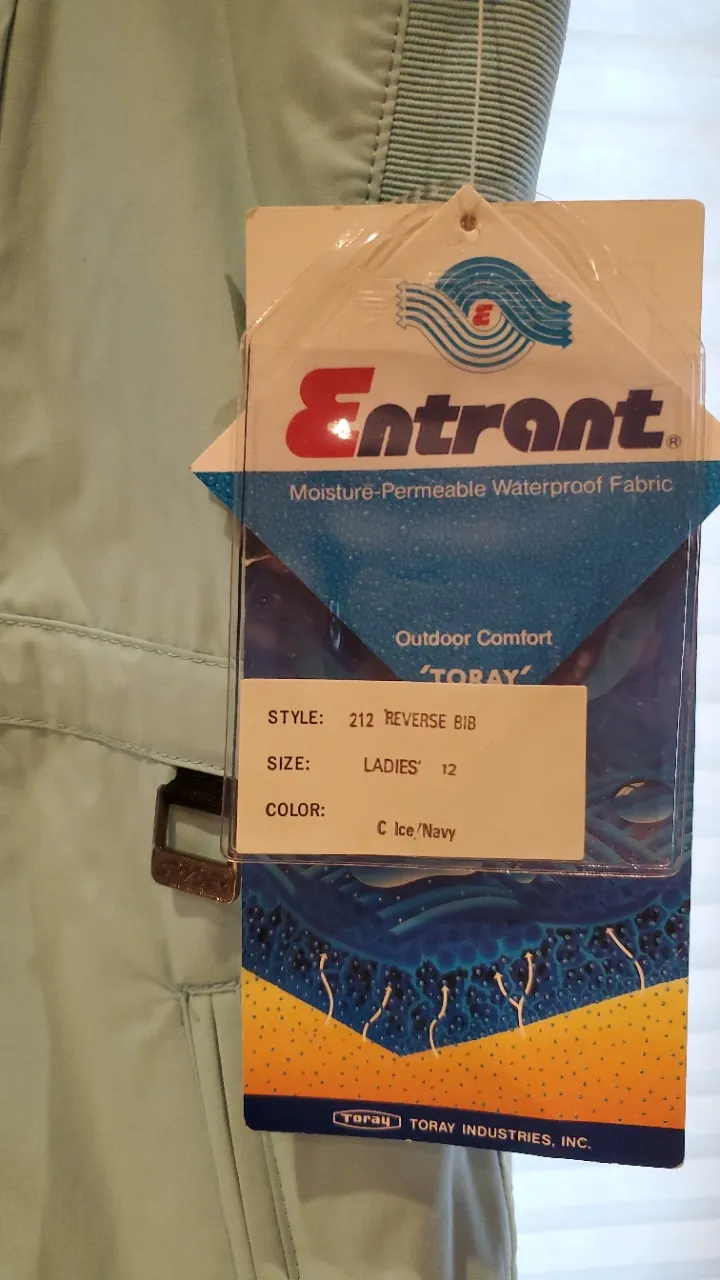 E
Entrant®
Moisture-Permeable Waterproof Fabric
Outdoor Comfort
'TORAY'
STYLE: 212 REVERSE BIB
SIZE: LADIES' 12
COLOR:
C Ice/Navy
Toray TORAY INDUSTRIES, INC.